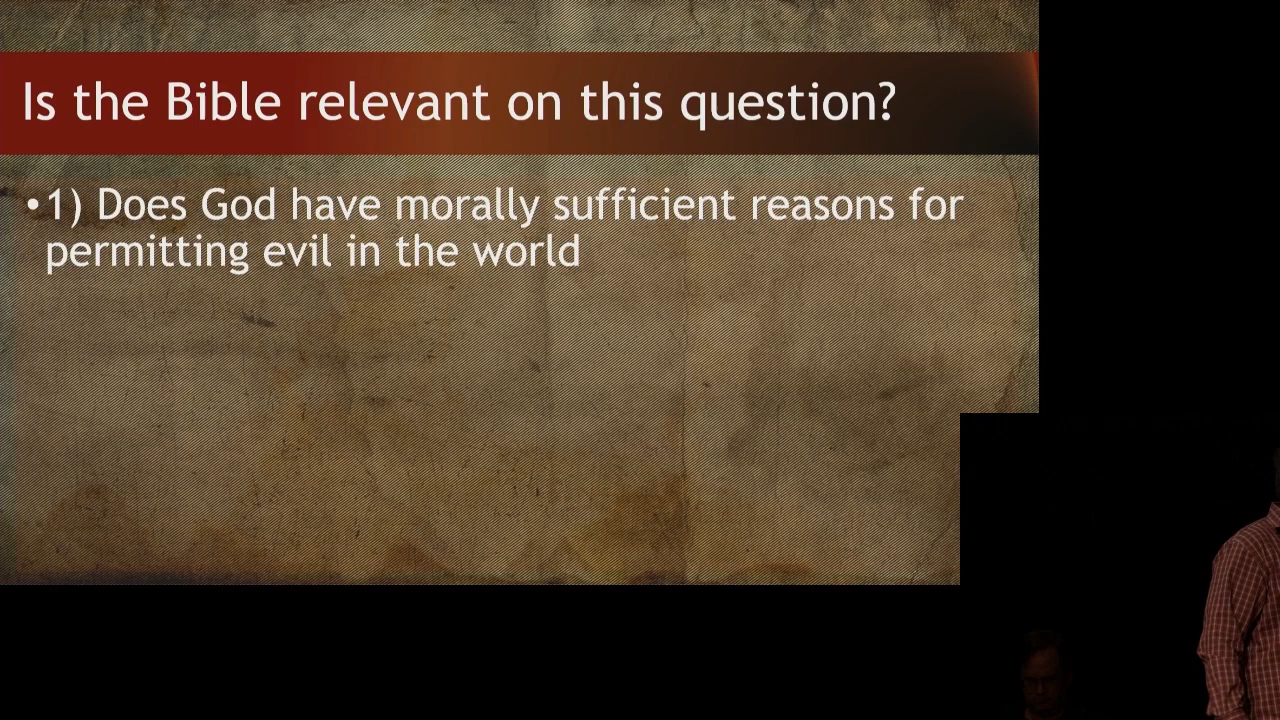 Is the Bible relevant on this question?
•1) Does God have morally sufficient reasons for
permitting evil in the world